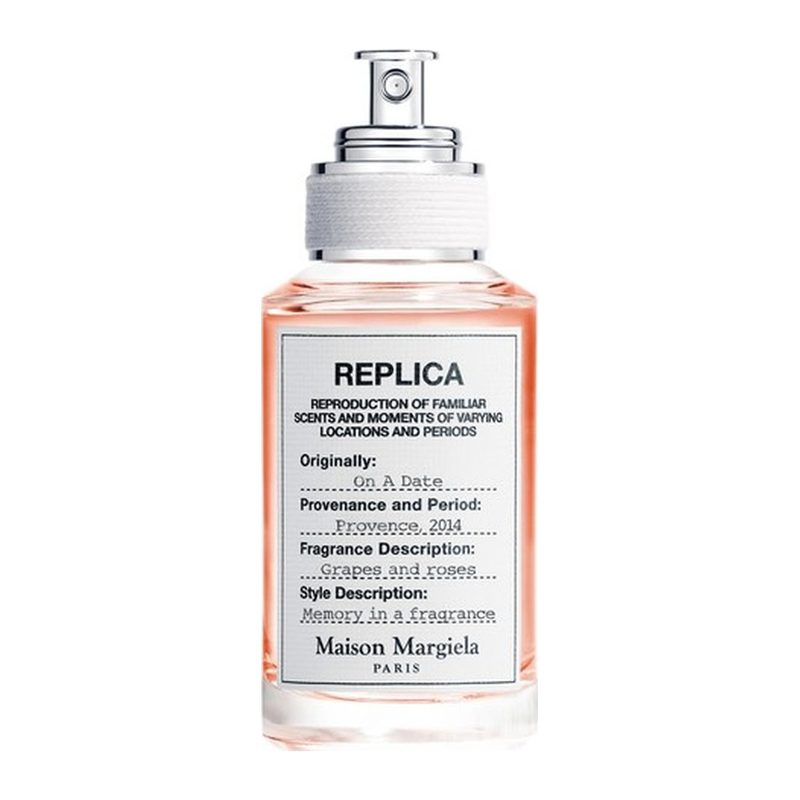 REPLICA
REPRODUCTION OF FAMILIAR
SCENTS AND MOMENTS OF VARYING
LOCATIONS AND PERIODS
Originally:
On A Date
Provenance and Period:
Provence, 2014
Fragrance Description:
Grapes and roses
Style Description:
Memory in a fragrance
Maison Margiela
PARIS